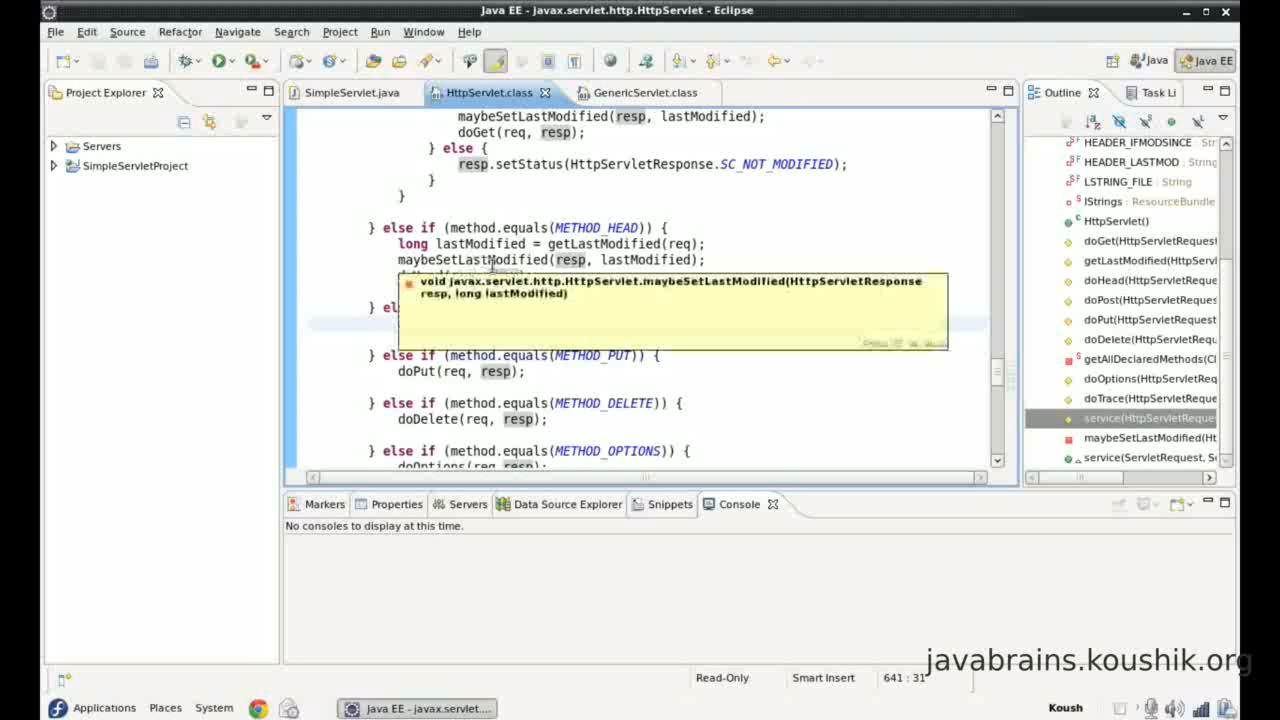 Java EE - javax.servlet.http.HttpServlet - Eclipse
File Edit Source Refactor Navigate Search Project Run Window Help
Java Java EE
Project Explorer
Servers
SimpleServletProject
SimpleServlet.java HttpServlet.class GenericServlet.class
maybeSetLastModified(resp, lastModified);
doGet(req, resp);
} else {
resp.setStatus(HttpServletResponse.SC_NOT_MODIFIED);
}
}
} else if (method.equals(METHOD_HEAD)) {
long lastModified = getLastModified(req);
maybeSetLastModified(resp, lastModified);
void javax.servlet.http.HttpServlet.maybeSetLastModified(HttpServletResponse
resp, long lastModified)
} el
} else if (method.equals(METHOD_PUT)) {
doPut(req, resp);
} else if (method.equals(METHOD_DELETE)) {
doDelete(req, resp);
} else if (method.equals(METHOD_OPTIONS)) {
doOptions(req, resp);
Outline Task Li
HEADER_IFMODSINCE : Str
HEADER_LASTMOD : String
LSTRING_FILE : String
lStrings : ResourceBundle
HttpServlet()
doGet(HttpServletRequest
getLastModified(HttpServl
doHead(HttpServletReque
doPost(HttpServletReques
doPut(HttpServletRequest
doDelete(HttpServletRequ
getAllDeclaredMethods(Cl
doOptions(HttpServletReq
doTrace(HttpServletReque
service(HttpServletReque
maybeSetLastModified(Ht
service(ServletRequest, S
Markers Properties Servers Data Source Explorer Snippets Console
No consoles to display at this time.
javabrains.koushik.org
Read-Only Smart Insert 641 : 31
Applications Places System Java EE - javax.servlet.... Koush